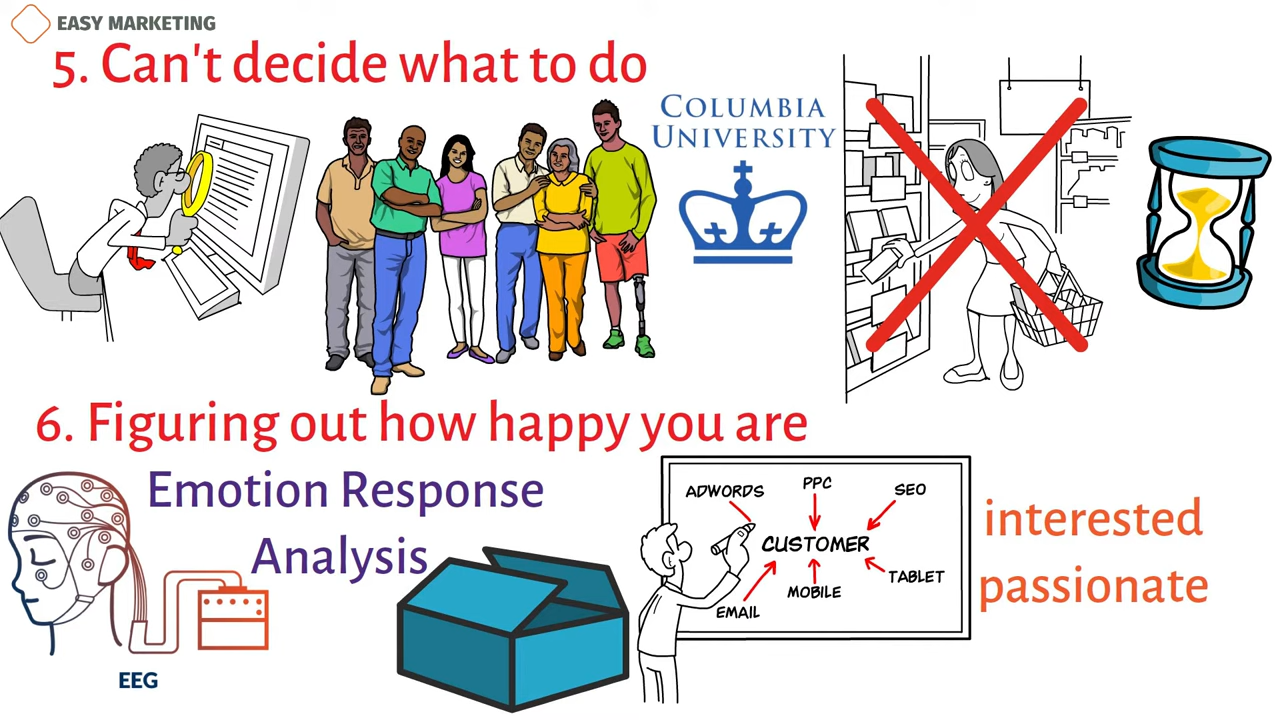 EASY MARKETING
5. Can't decide what to do
COLUMBIA
UNIVERSITY
6. Figuring out how happy you are
Emotion Response
Analysis
EEG
ADWORDS
PPC
SEO
CUSTOMER
EMAIL
MOBILE
TABLET
interested
passionate